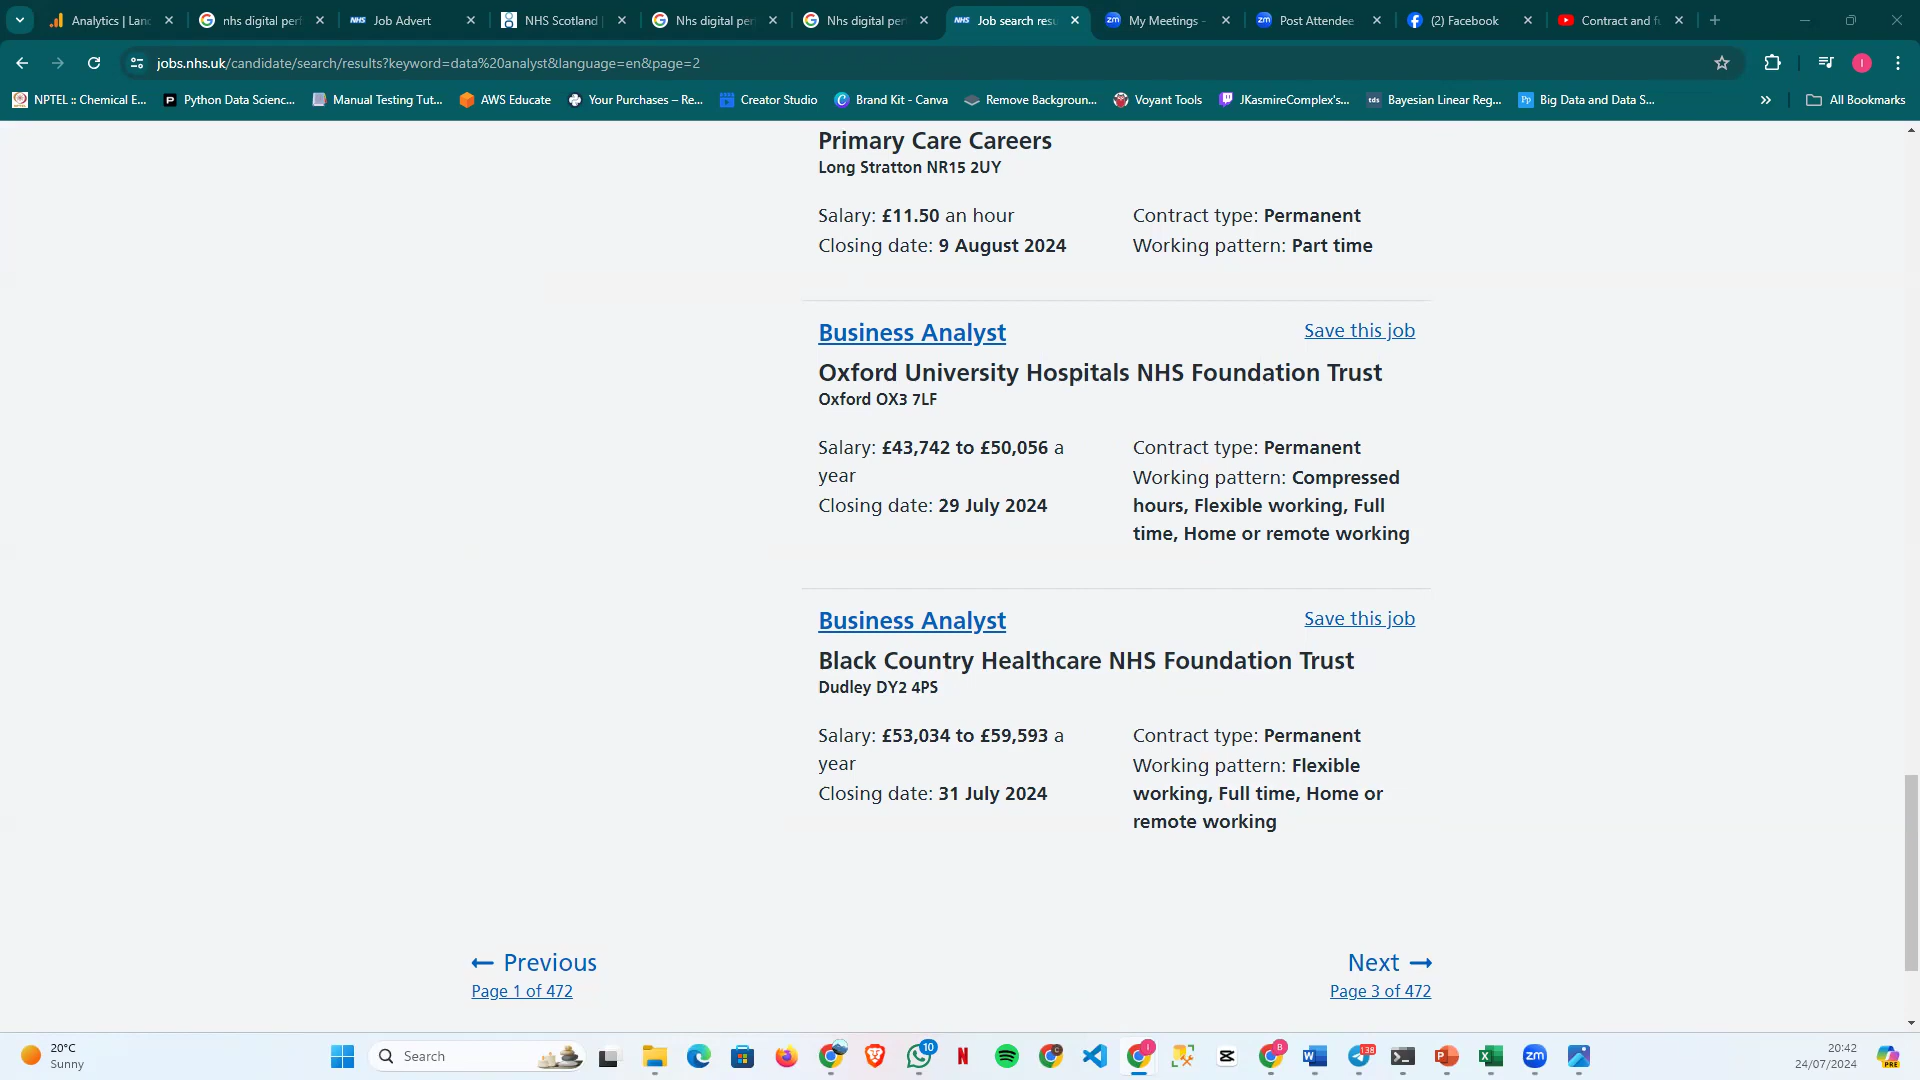 Analytics | Lanc
nhs digital perf
Job Advert
NHS Scotland |
Nhs digital per
Nhs digital per
NHS
Job search resu
My Meetings -
Post Attendee
(2) Facebook
Contract and fu
jobs.nhs.uk/candidate/search/results?keyword=data%20analyst&language=en&page=2
NPTEL :: Chemical E...
Python Data Scienc...
Manual Testing Tut...
AWS Educate
Your Purchases – Re...
Creator Studio
Brand Kit - Canva
Remove Backgroun...
Voyant Tools
JKasmireComplex's...
Bayesian Linear Reg...
Big Data and Data S...
All Bookmarks
Primary Care Careers
Long Stratton NR15 2UY
Salary: £11.50 an hour
Closing date: 9 August 2024
Contract type: Permanent
Working pattern: Part time
Business Analyst
Save this job
Oxford University Hospitals NHS Foundation Trust
Oxford OX3 7LF
Salary: £43,742 to £50,056 a
year
Closing date: 29 July 2024
Contract type: Permanent
Working pattern: Compressed
hours, Flexible working, Full
time, Home or remote working
Business Analyst
Save this job
Black Country Healthcare NHS Foundation Trust
Dudley DY2 4PS
Salary: £53,034 to £59,593 a
year
Closing date: 31 July 2024
Contract type: Permanent
Working pattern: Flexible
working, Full time, Home or
remote working
Previous
Page 1 of 472
Next
Page 3 of 472
20°C
Sunny
Search
10
138
20:42
24/07/2024